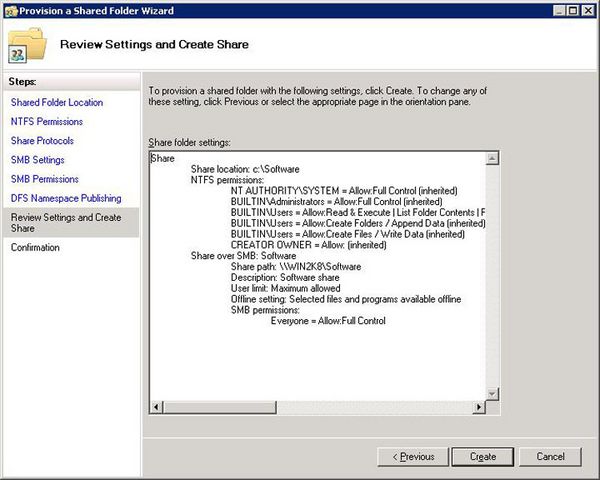 Provision a Shared Folder Wizard
Review Settings and Create Share
Steps:
Shared Folder Location
NTFS Permissions
Share Protocols
SMB Settings
SMB Permissions
DFS Namespace Publishing
Review Settings and Create
Share
Confirmation
To provision a shared folder with the following settings, click Create. To change any of
these setting, click Previous or select the appropriate page in the orientation pane.
Share folder settings:
Share
Share location: c:\Software
NTFS permissions:
NT AUTHORITY\SYSTEM = Allow:Full Control (inherited)
BUILTIN\Administrators = Allow:Full Control (inherited)
BUILTIN\Users = Allow:Read & Execute | List Folder Contents |
BUILTIN\Users = Allow:Create Folders / Append Data (inherited)
BUILTIN\Users = Allow:Create Files / Write Data (inherited)
CREATOR OWNER = Allow: (inherited)
Share over SMB: Software
Share path: \\WIN2K8\Software
Description: Software share
User limit: Maximum allowed
Offline setting: Selected files and programs available offline
SMB permissions:
Everyone = Allow:Full Control
< Previous
Create
Cancel